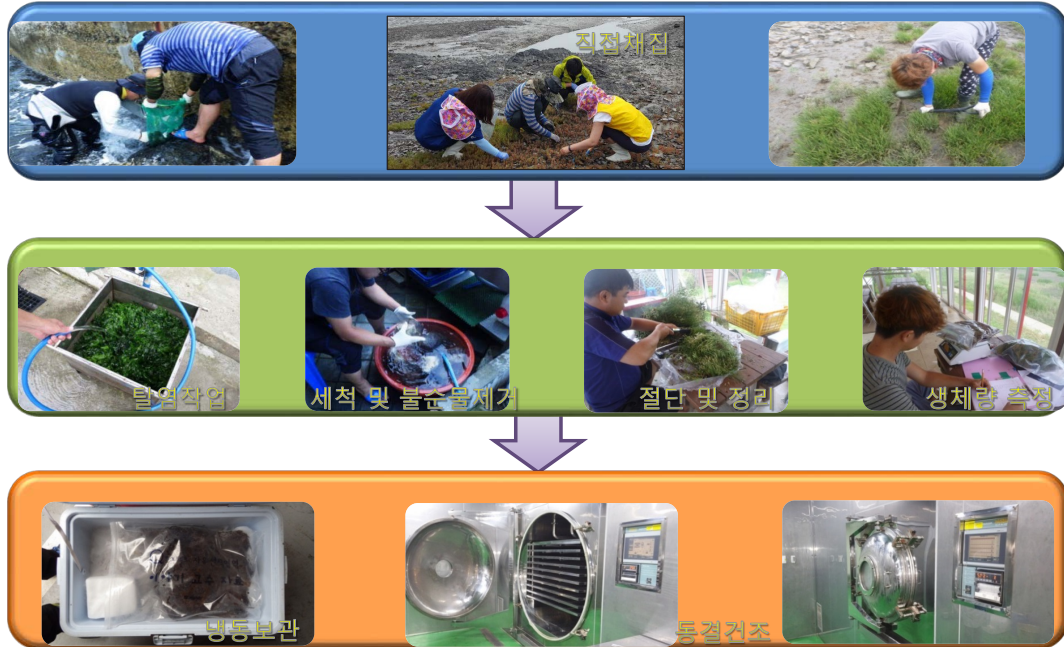 직접채집
탈염작업
세척 및 불순물제거
절단 및 정리
생체량 측정
냉동보관
동결건조